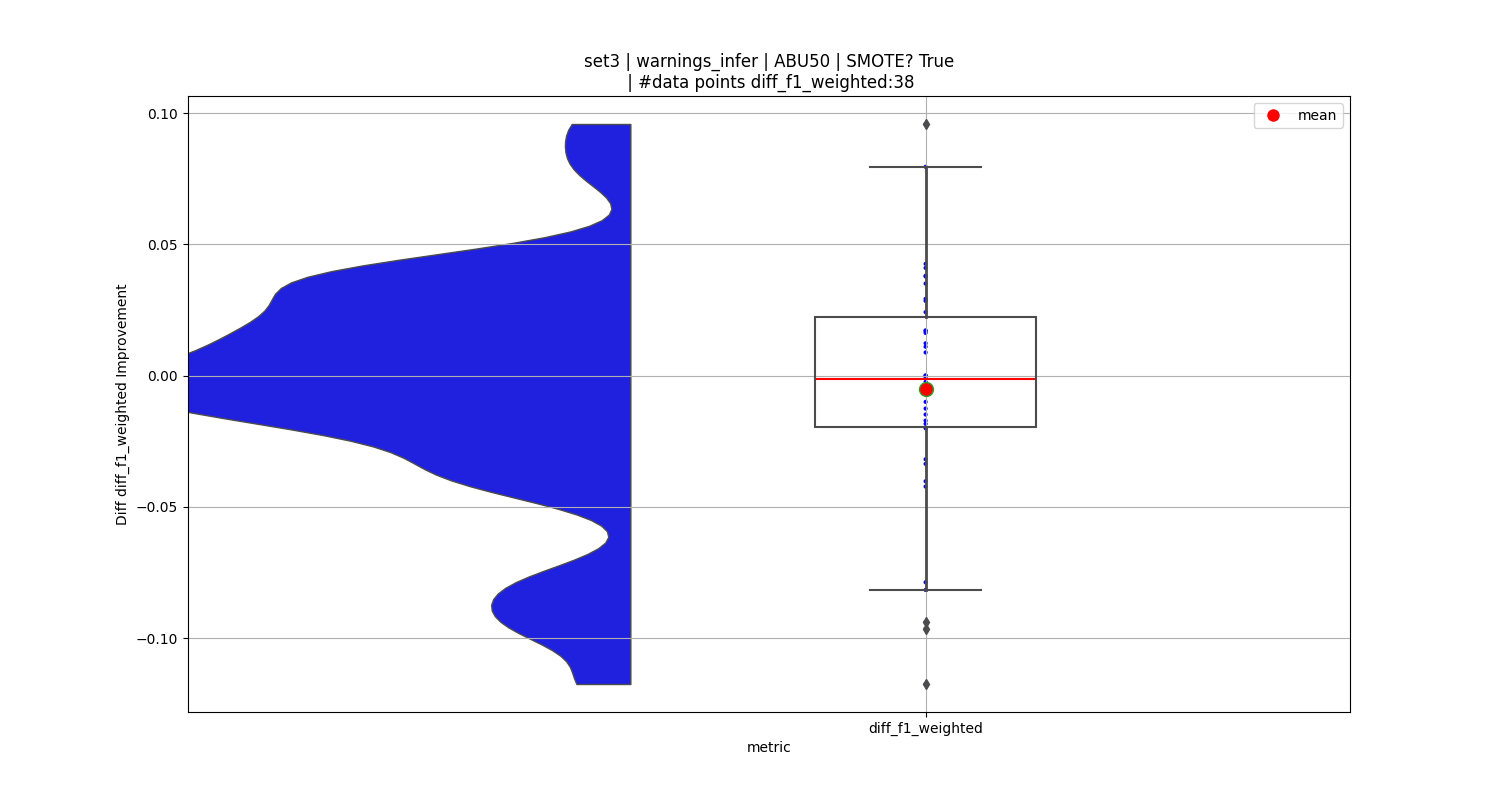 set3 | warnings_infer | ABU50 | SMOTE? True
| #data points diff_f1_weighted:38
mean
0.10
0.05
0.00
−0.05
−0.10
Diff diff_f1_weighted Improvement
diff_f1_weighted
metric